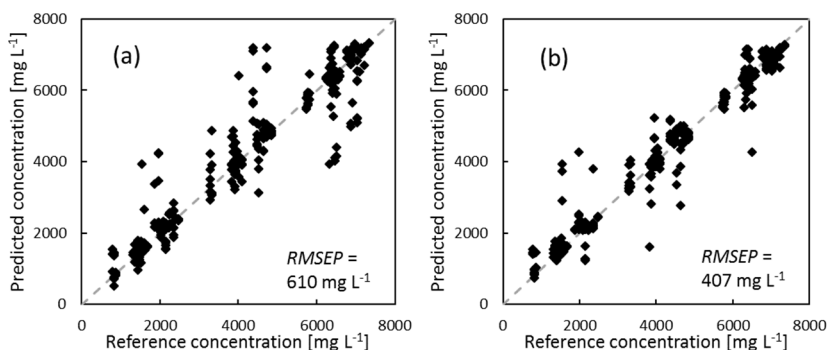 8000
6000
4000
2000
0
0 2000 4000 6000 8000
Predicted concentration [mg L-1]
Reference concentration [mg L-1]
(a)
RMSEP =
610 mg L-1
8000
6000
4000
2000
0
0 2000 4000 6000 8000
Predicted concentration [mg L-1]
Reference concentration [mg L-1]
(b)
RMSEP =
407 mg L-1